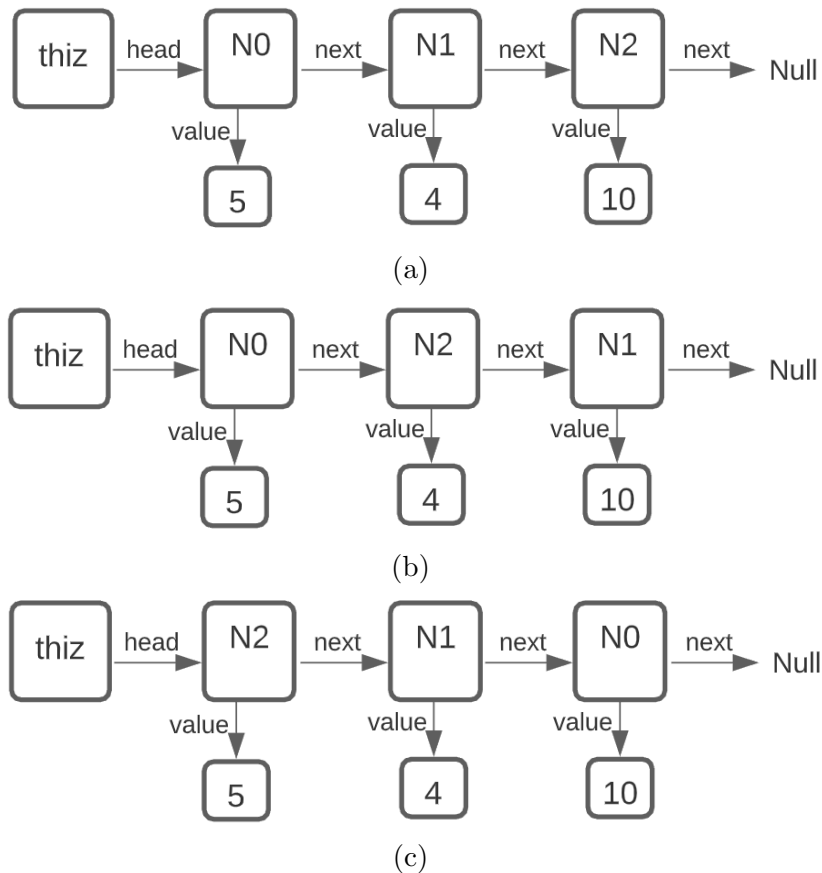 thiz head N0 next N1 next N2 next Null
value value value
5 4 10
(a)
thiz head N0 next N2 next N1 next Null
value value value
5 4 10
(b)
thiz head N2 next N1 next N0 next Null
value value value
5 4 10
(c)